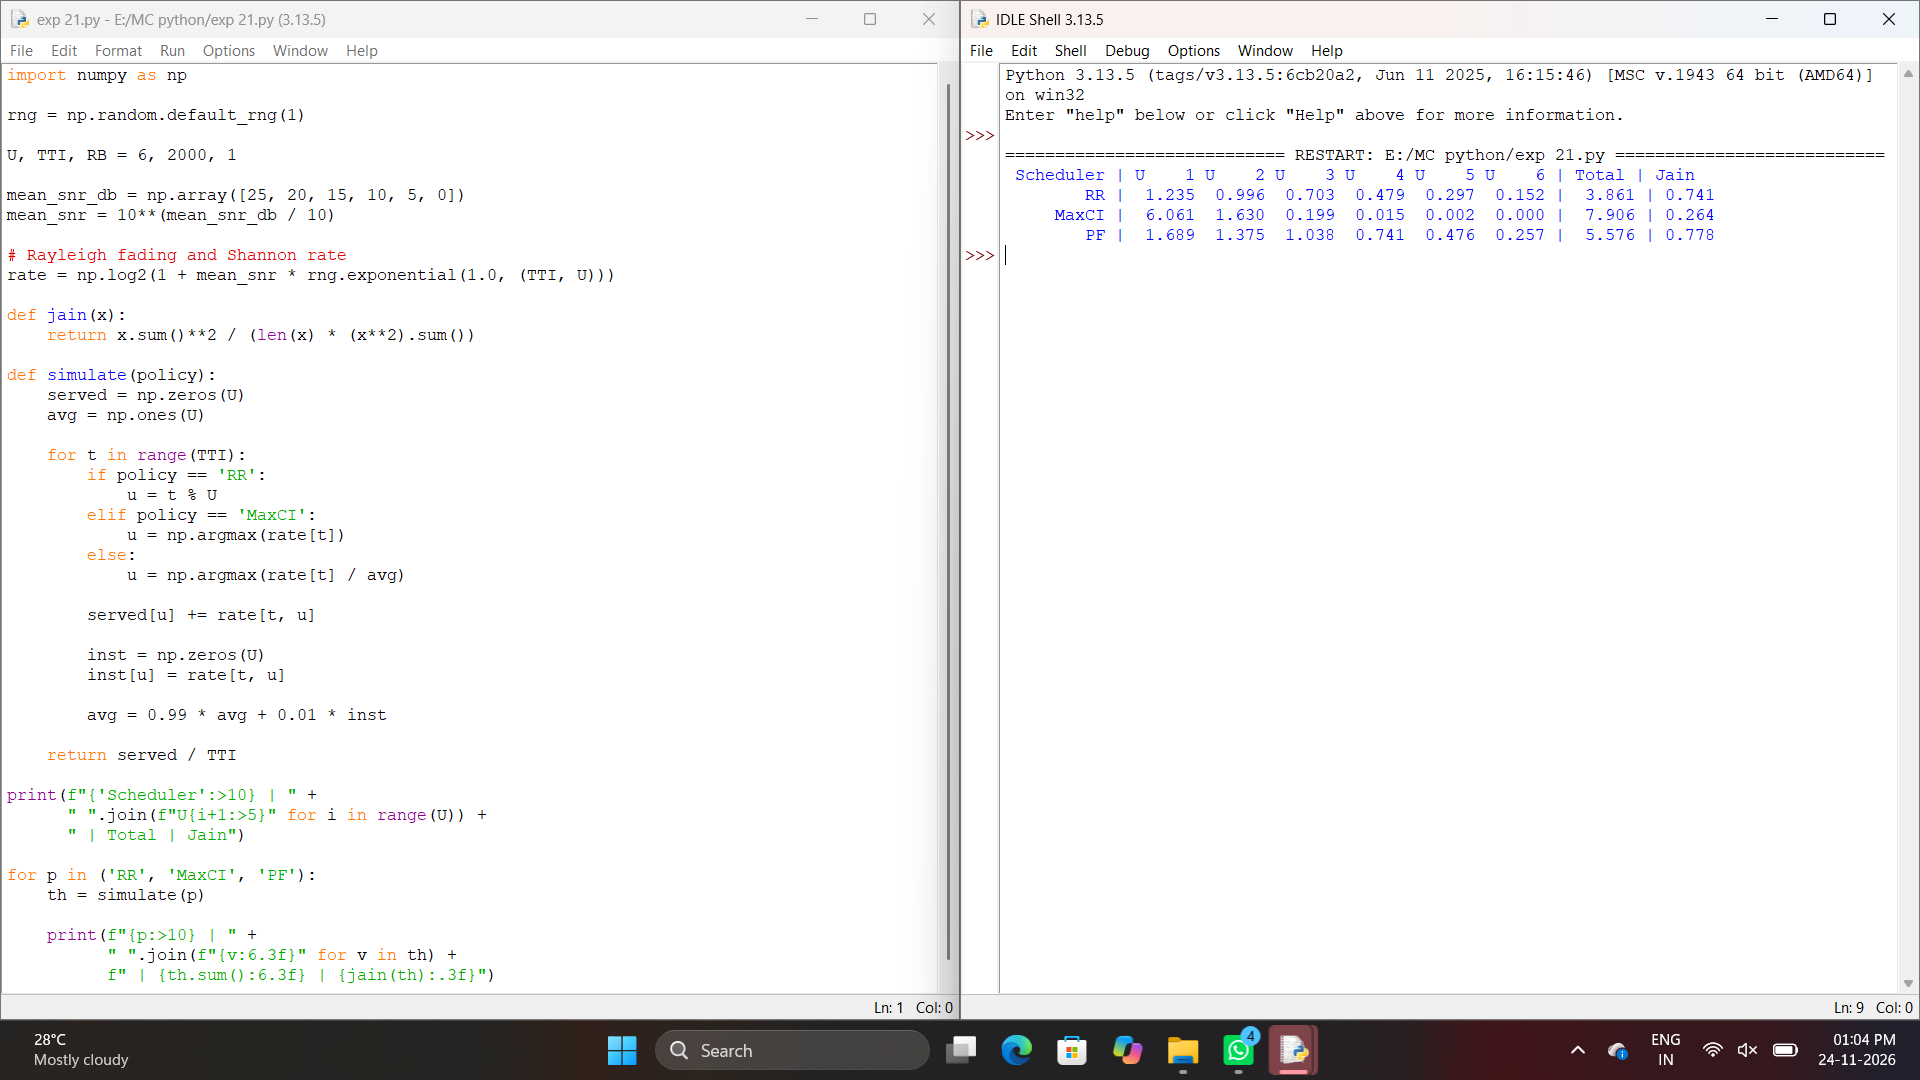 exp 21.py - E:/MC python/exp 21.py (3.13.5)
File Edit Format Run Options Window Help
import numpy as np
rng = np.random.default_rng(1)
U, TTI, RB = 6, 2000, 1
mean_snr_db = np.array([25, 20, 15, 10, 5, 0])
mean_snr = 10**(mean_snr_db / 10)
# Rayleigh fading and Shannon rate
rate = np.log2(1 + mean_snr * rng.exponential(1.0, (TTI, U)))
def jain(x):
    return x.sum()**2 / (len(x) * (x**2).sum())
def simulate(policy):
    served = np.zeros(U)
    avg = np.ones(U)
    for t in range(TTI):
        if policy == 'RR':
            u = t % U
        elif policy == 'MaxCI':
            u = np.argmax(rate[t])
        else:
            u = np.argmax(rate[t] / avg)
        served[u] += rate[t, u]
        inst = np.zeros(U)
        inst[u] = rate[t, u]
        avg = 0.99 * avg + 0.01 * inst
    return served / TTI
print(f"{'Scheduler':>10} | " +
      " ".join(f"U{i+1:>5}" for i in range(U)) +
      " | Total | Jain")
for p in ('RR', 'MaxCI', 'PF'):
    th = simulate(p)
    print(f"{p:>10} | " +
          " ".join(f"{v:6.3f}" for v in th) +
          f" | {th.sum():6.3f} | {jain(th):.3f}")
Ln: 1 Col: 0
IDLE Shell 3.13.5
File Edit Shell Debug Options Window Help
Python 3.13.5 (tags/v3.13.5:6cb20a2, Jun 11 2025, 16:15:46) [MSC v.1943 64 bit (AMD64)]
on win32
Enter "help" below or click "Help" above for more information.
>>>
============================ RESTART: E:/MC python/exp 21.py ===========================
 Scheduler | U    1 U    2 U    3 U    4 U    5 U    6 | Total | Jain
        RR |  1.235  0.996  0.703  0.479  0.297  0.152 |  3.861 | 0.741
     MaxCI |  6.061  1.630  0.199  0.015  0.002  0.000 |  7.906 | 0.264
        PF |  1.689  1.375  1.038  0.741  0.476  0.257 |  5.576 | 0.778
>>>
Ln: 9 Col: 0
28°C
Mostly cloudy
Search
4
ENG
IN
01:04 PM
24-11-2026